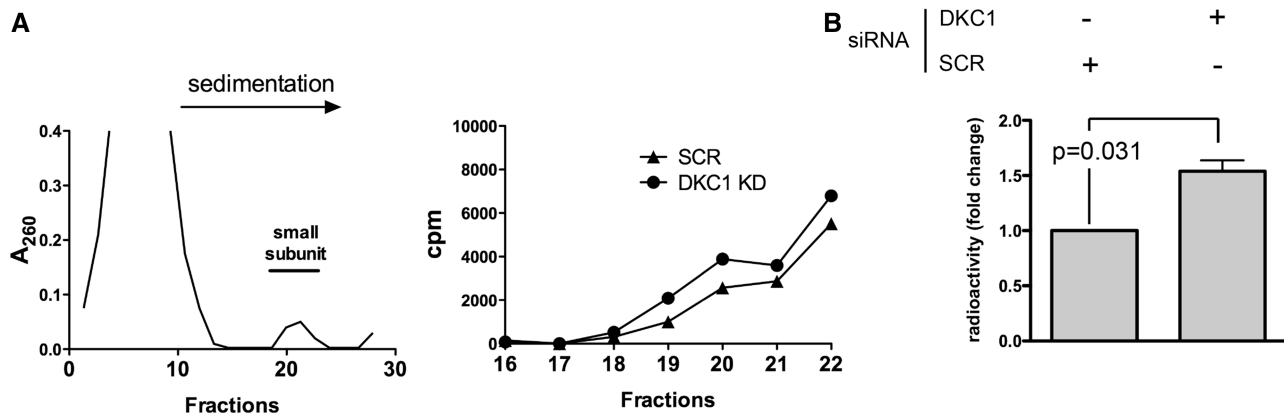 A
sedimentation
A260
0.4
0.3
0.2
0.1
0.0
small
subunit
0 10 20 30
Fractions
cpm
10000
8000
6000
4000
2000
0
SCR
DKC1 KD
16 17 18 19 20 21 22
Fractions
B
siRNA
DKC1 - +
SCR + -
radioactivity (fold change)
2.0
1.5
1.0
0.5
0.0
p=0.031